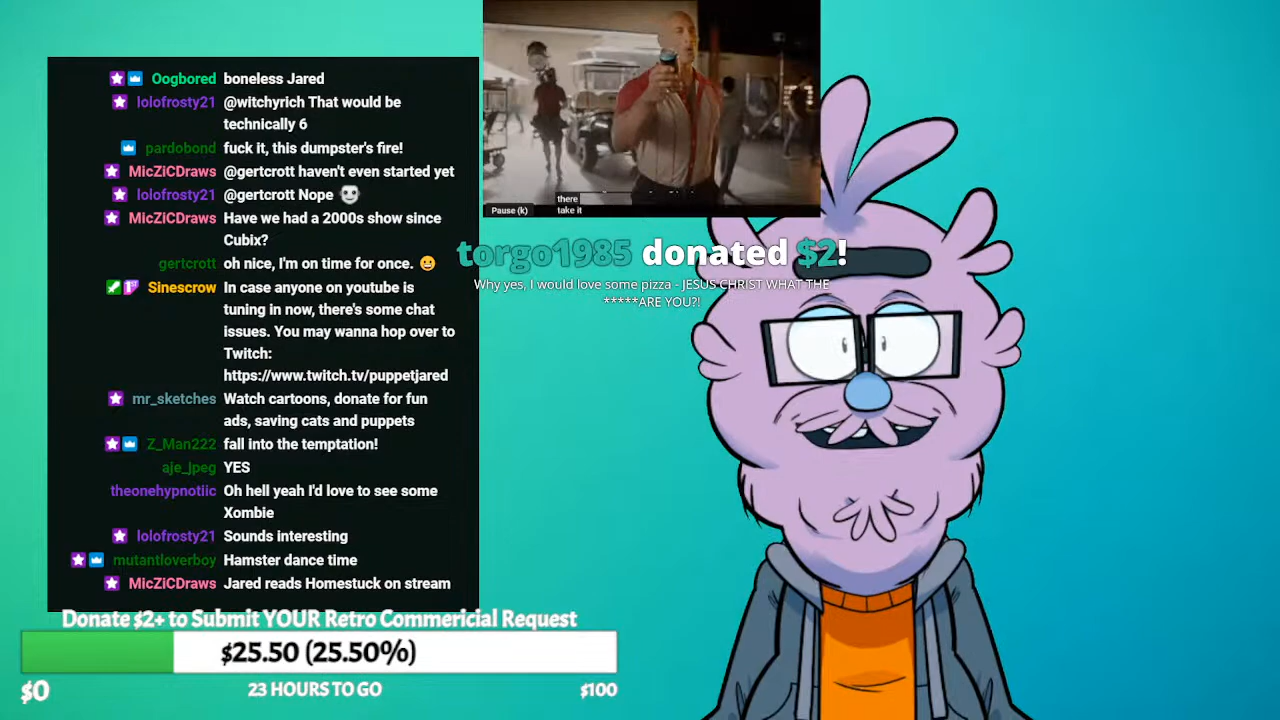 Oogbored boneless Jared
lolofrosty21 @witchyrich That would be
technically 6
pardobond fuck it, this dumpster's fire!
MicZiCDraws @gertcrott haven't even started yet
lolofrosty21 @gertcrott Nope
MicZiCDraws Have we had a 2000s show since
Cubix?
gertcrott oh nice, I'm on time for once.
Sinescrow In case anyone on youtube is
tuning in now, there's some chat
issues. You may wanna hop over to
Twitch:
https://www.twitch.tv/puppetjared
mr_sketches Watch cartoons, donate for fun
ads, saving cats and puppets
Z_Man222 fall into the temptation!
aje_jpeg YES
theonehypnotiic Oh hell yeah I'd love to see some
Xombie
lolofrosty21 Sounds interesting
mutantloverboy Hamster dance time
MicZiCDraws Jared reads Homestuck on stream
there
Pause (k) take it
torgo1985 donated $2!
Why yes, I would love some pizza - JESUS CHRIST WHAT THE
*****ARE YOU?!
Donate $2+ to Submit YOUR Retro Commericial Request
$25.50 (25.50%)
$0 23 HOURS TO GO $100